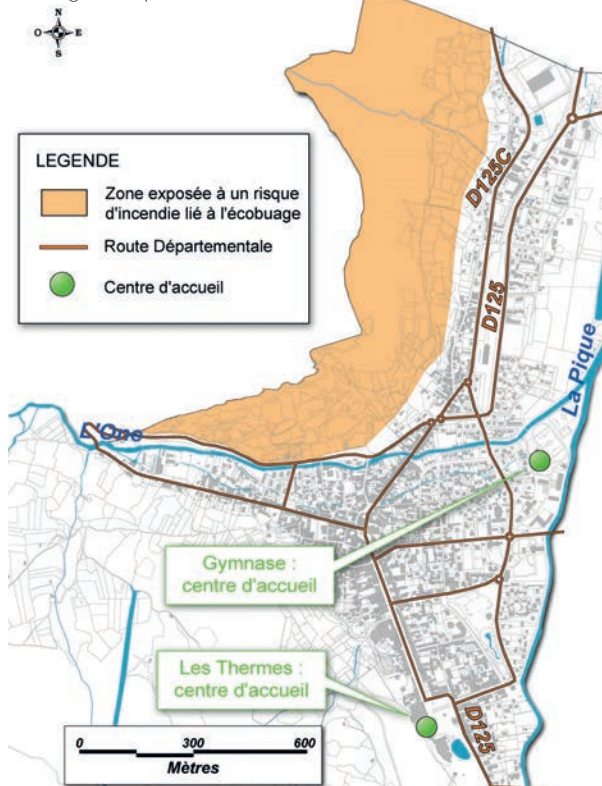 N
O E
S
LEGENDE
Zone exposée à un risque
d'incendie lié à l'écobuage
Route Départementale
Centre d'accueil
D125C
D125
La Pique
L'One
Gymnase :
centre d'accueil
Les Thermes :
centre d'accueil
D125
0 300 600
Mètres